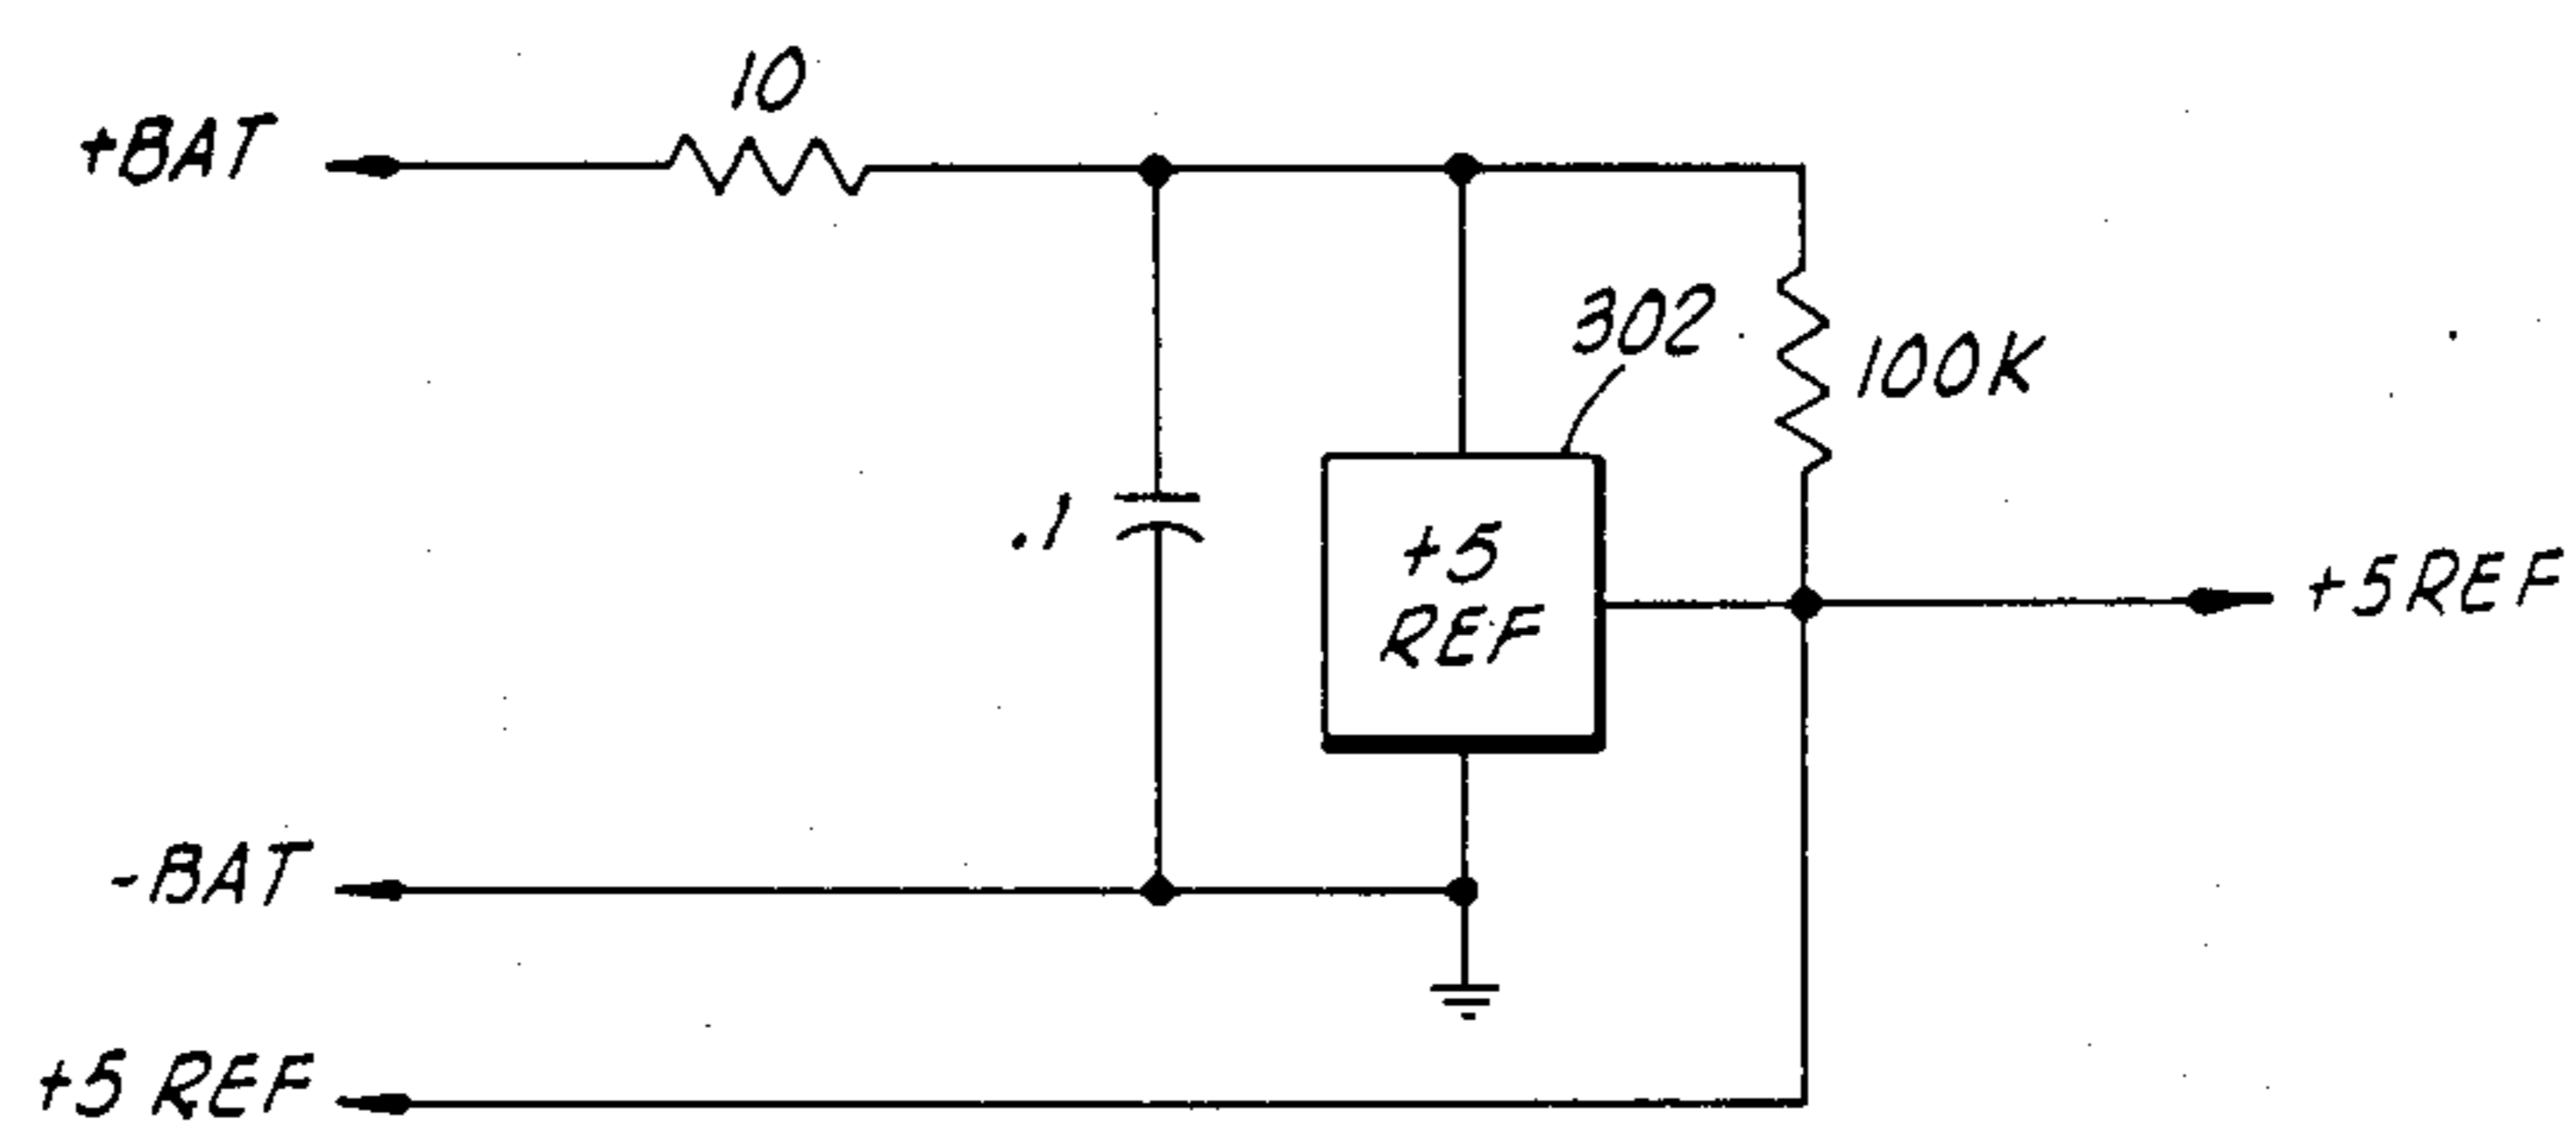 10
+BAT
302
100K
.1
+5
REF
+5REF
-BAT
+5 REF